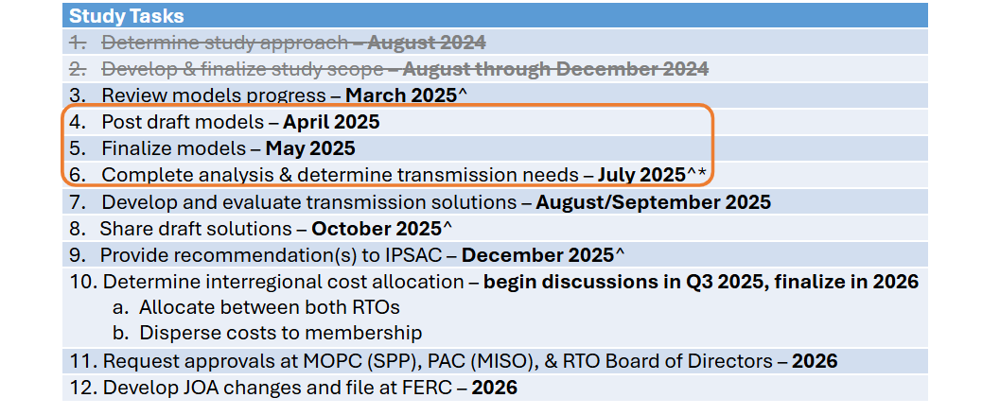 Study Tasks
1. Determine study approach – August 2024
2. Develop & finalize study scope – August through December 2024
3. Review models progress – March 2025^
4. Post draft models – April 2025
5. Finalize models – May 2025
6. Complete analysis & determine transmission needs – July 2025^*
7. Develop and evaluate transmission solutions – August/September 2025
8. Share draft solutions – October 2025^
9. Provide recommendation(s) to IPSAC – December 2025^
10. Determine interregional cost allocation – begin discussions in Q3 2025, finalize in 2026
a. Allocate between both RTOs
b. Disperse costs to membership
11. Request approvals at MOPC (SPP), PAC (MISO), & RTO Board of Directors – 2026
12. Develop JOA changes and file at FERC – 2026